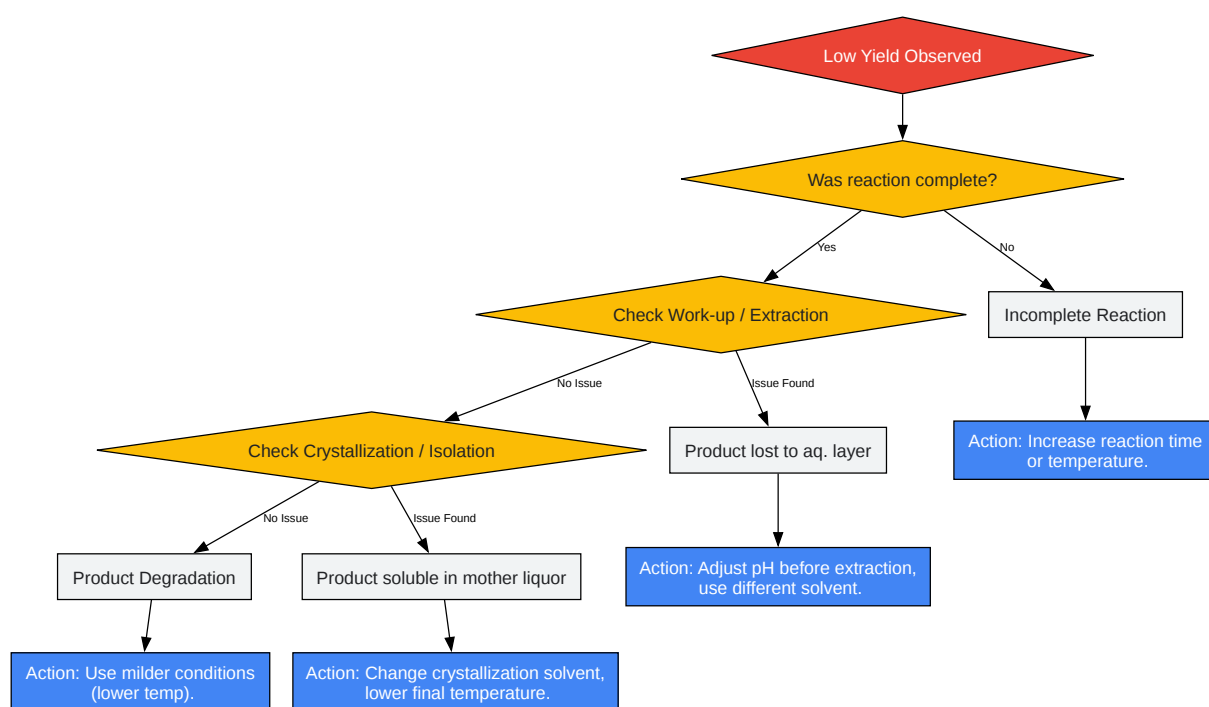 Low Yield Observed
Was reaction complete?
Yes
No
Check Work-up / Extraction
Incomplete Reaction
No Issue
Issue Found
Check Crystallization / Isolation
Product lost to aq. layer
Action: Increase reaction time
or temperature.
No Issue
Issue Found
Product Degradation
Product soluble in mother liquor
Action: Adjust pH before extraction,
use different solvent.
Action: Use milder conditions
(lower temp).
Action: Change crystallization solvent,
lower final temperature.